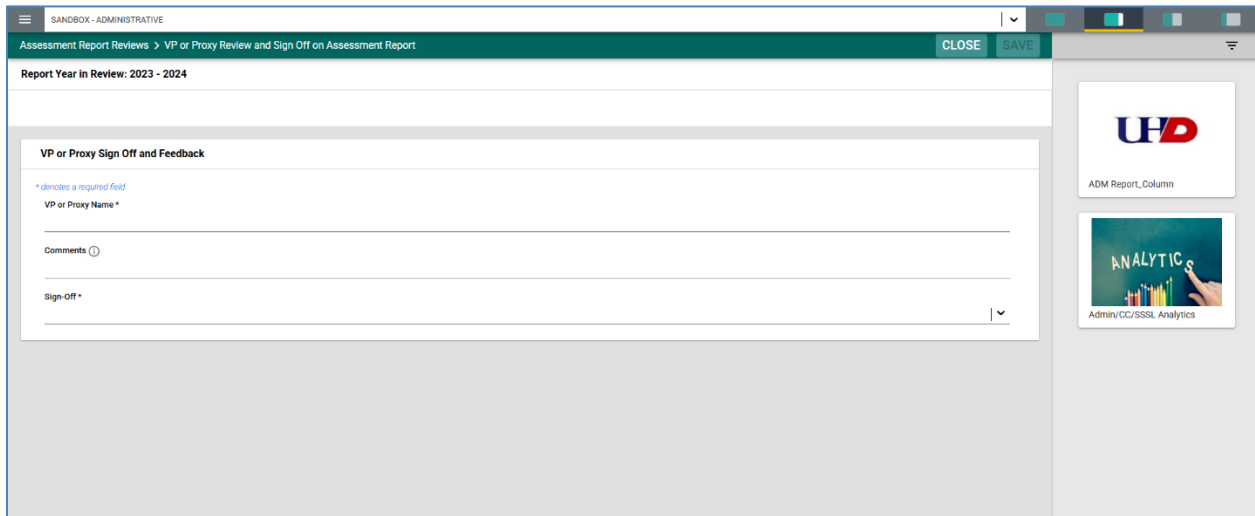 SANDBOX - ADMINISTRATIVE
Assessment Report Reviews > VP or Proxy Review and Sign Off on Assessment Report
CLOSE
SAVE
Report Year in Review: 2023 - 2024
VP or Proxy Sign Off and Feedback
* denotes a required field.
VP or Proxy Name *
Comments
Sign-Off *
UHD
ADM Report_Column
ANALYTICS
Admin/CC/SSSL Analytics